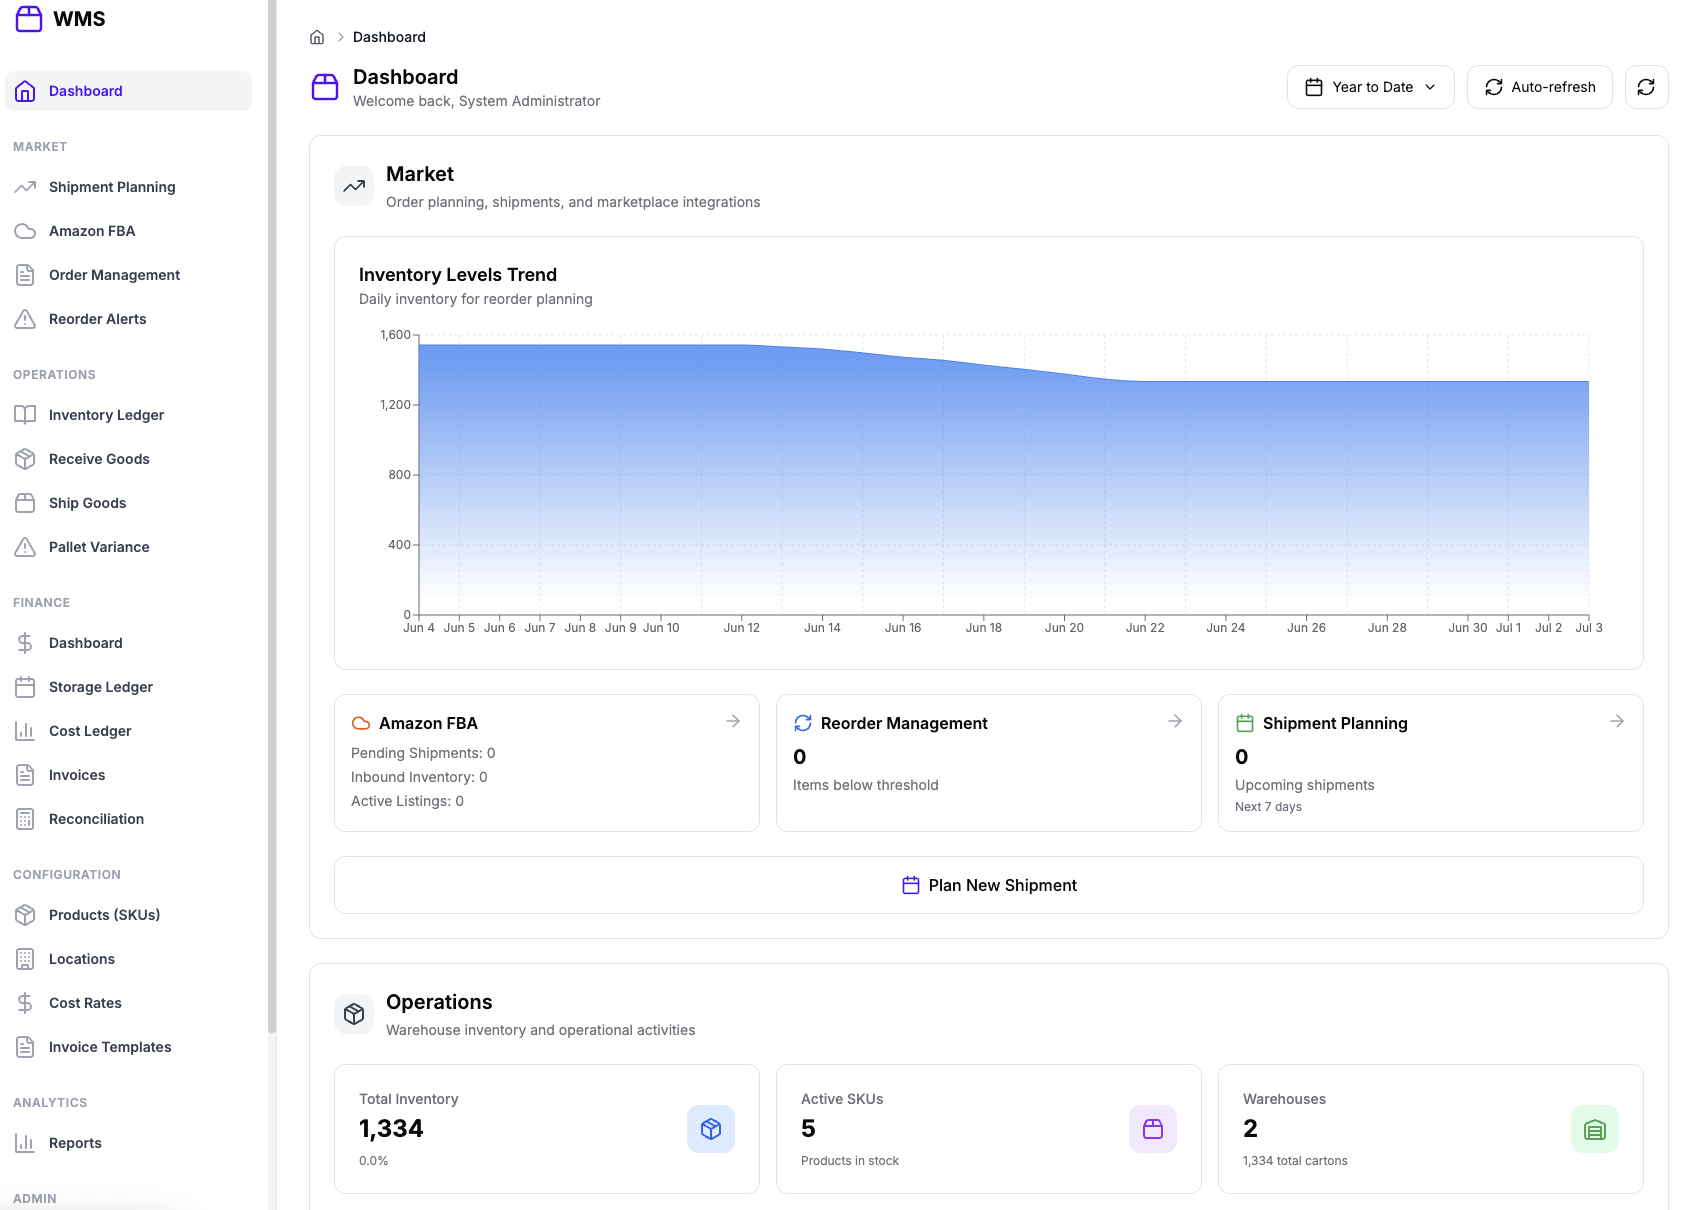 WMS
Dashboard
MARKET
Shipment Planning
Amazon FBA
Order Management
Reorder Alerts
OPERATIONS
Inventory Ledger
Receive Goods
Ship Goods
Pallet Variance
FINANCE
Dashboard
Storage Ledger
Cost Ledger
Invoices
Reconciliation
CONFIGURATION
Products (SKUs)
Locations
Cost Rates
Invoice Templates
ANALYTICS
Reports
ADMIN
Dashboard
Dashboard
Welcome back, System Administrator
Year to Date
Auto-refresh
Market
Order planning, shipments, and marketplace integrations
Inventory Levels Trend
Daily inventory for reorder planning
1,600
1,200
800
400
0
Jun 4 Jun 5 Jun 6 Jun 7 Jun 8 Jun 9 Jun 10 Jun 12 Jun 14 Jun 16 Jun 18 Jun 20 Jun 22 Jun 24 Jun 26 Jun 28 Jun 30 Jul 1 Jul 2 Jul 3
Amazon FBA
Pending Shipments: 0
Inbound Inventory: 0
Active Listings: 0
Reorder Management
0
Items below threshold
Shipment Planning
0
Upcoming shipments
Next 7 days
Plan New Shipment
Operations
Warehouse inventory and operational activities
Total Inventory
1,334
0.0%
Active SKUs
5
Products in stock
Warehouses
2
1,334 total cartons